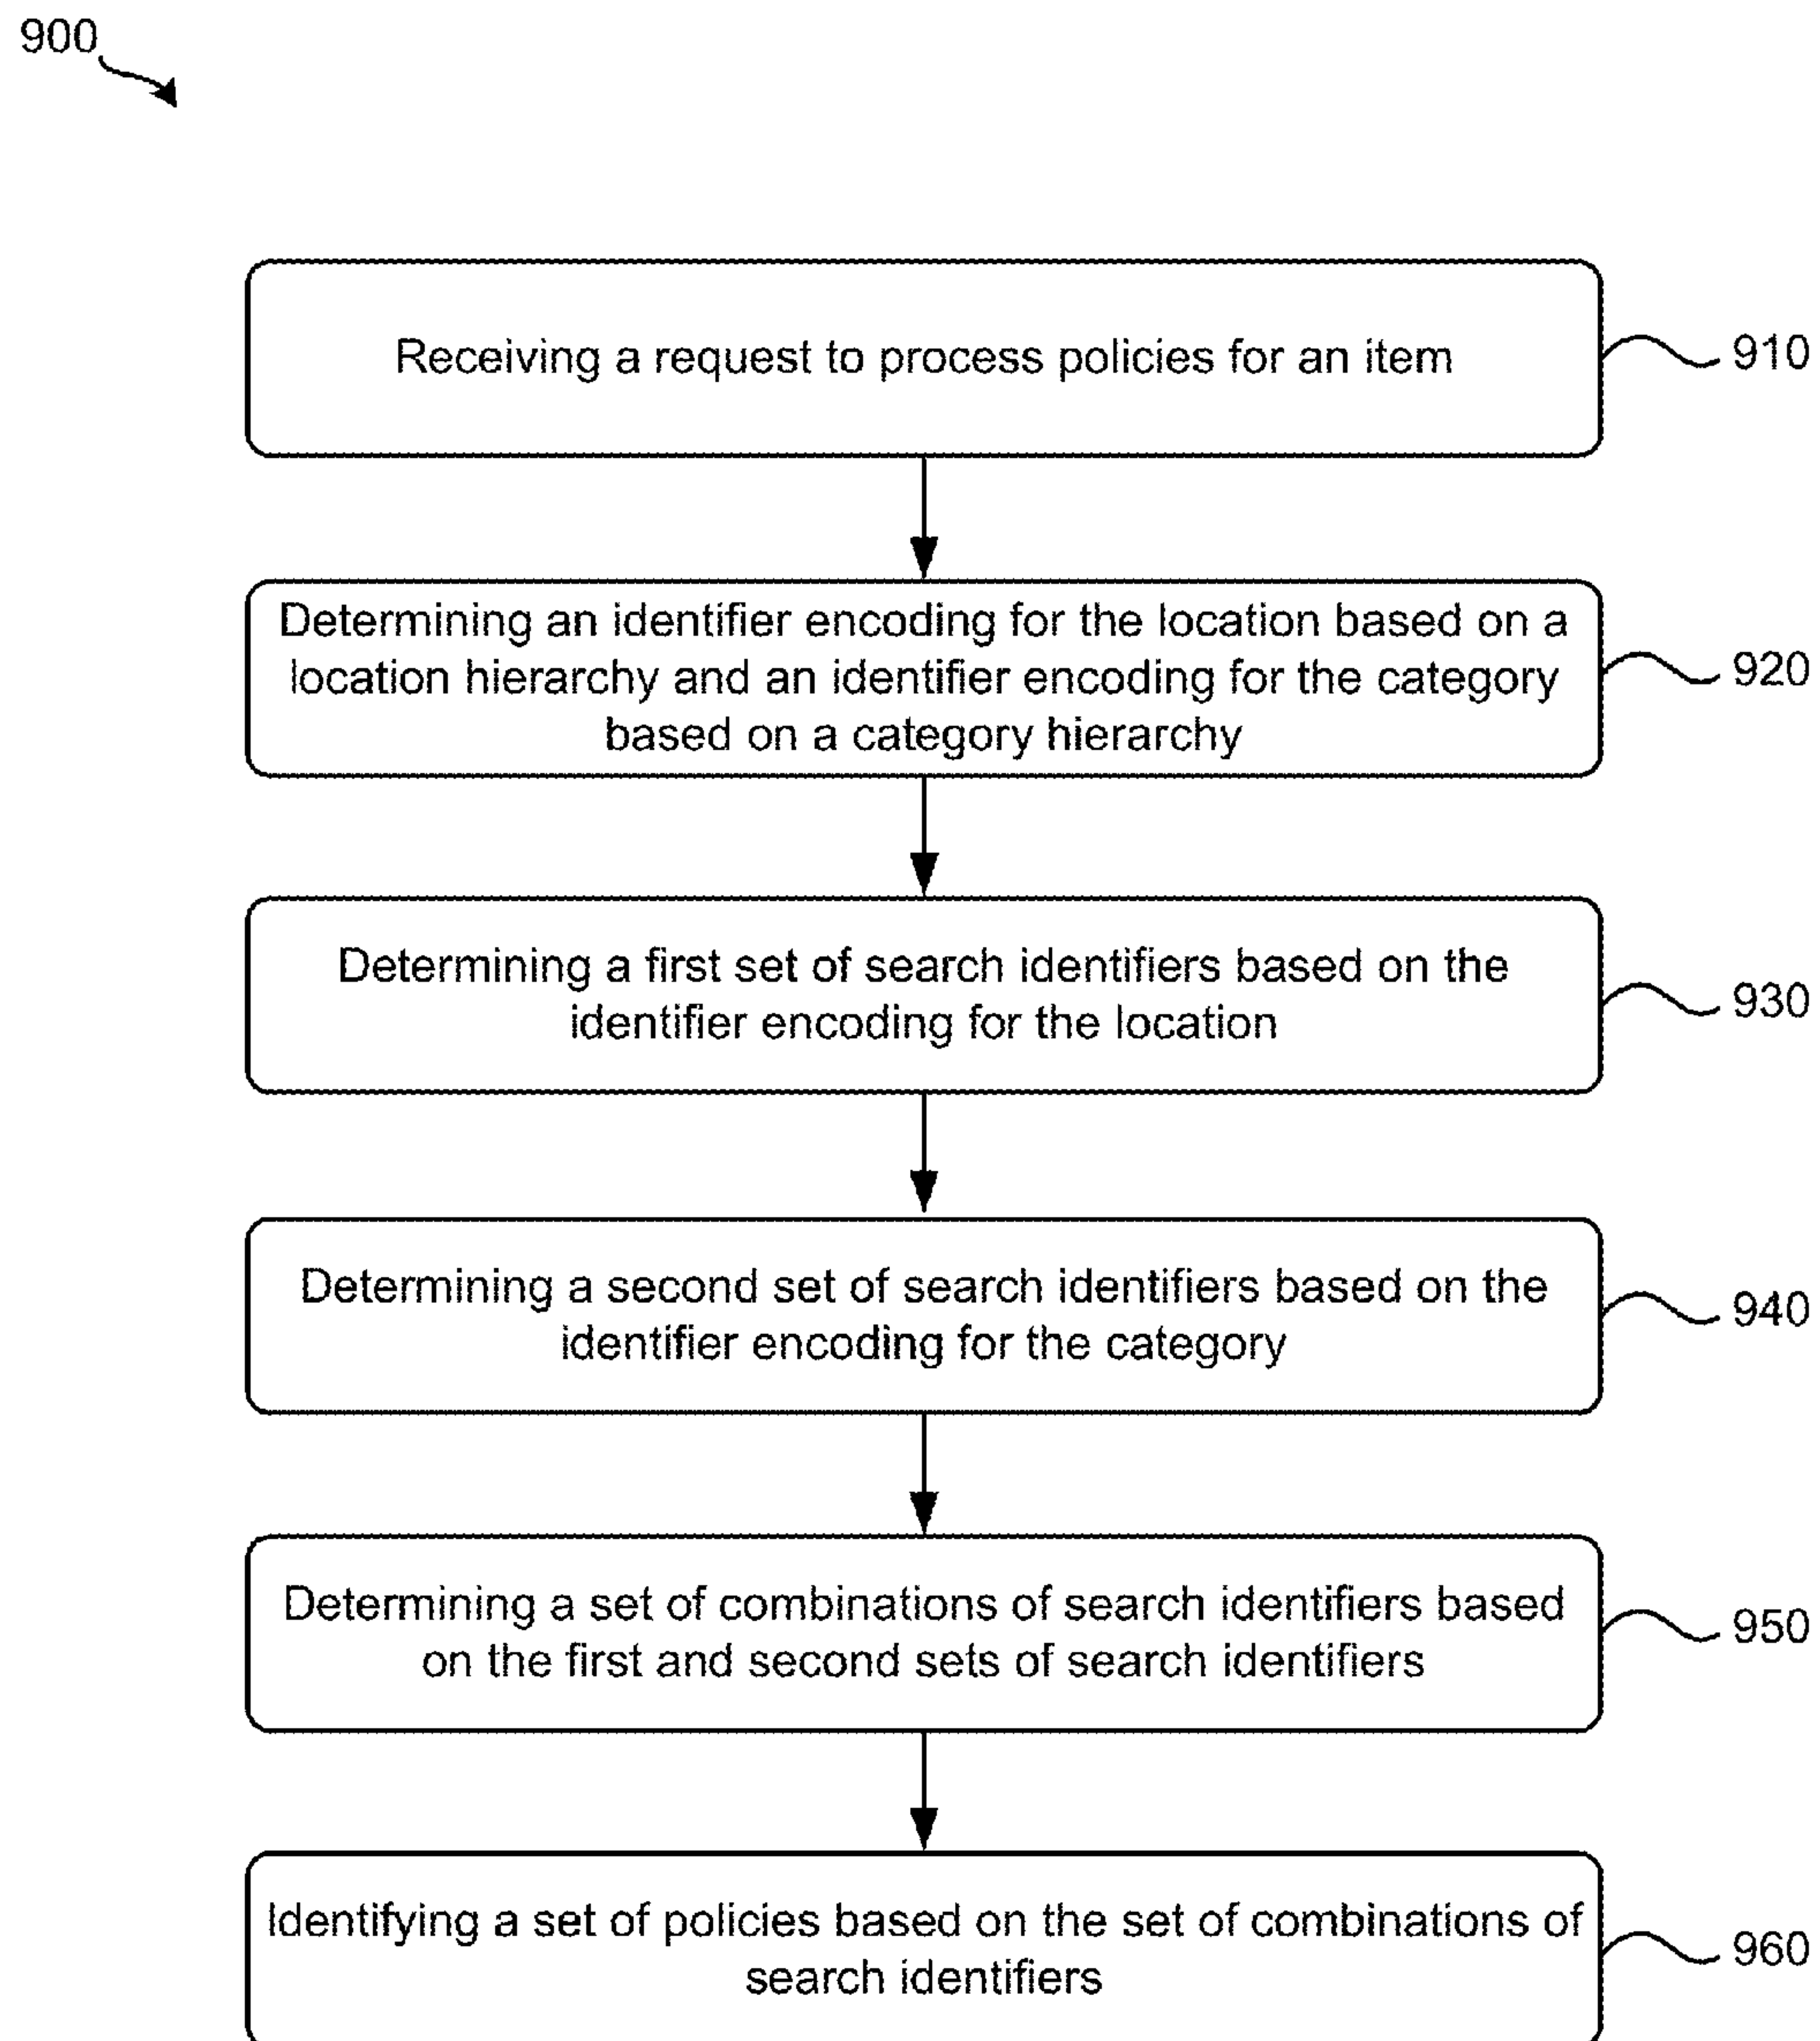 900
Receiving a request to process policies for an item
910
Determining an identifier encoding for the location based on a
location hierarchy and an identifier encoding for the category
based on a category hierarchy
920
Determining a first set of search identifiers based on the
identifier encoding for the location
930
Determining a second set of search identifiers based on the
identifier encoding for the category
940
Determining a set of combinations of search identifiers based
on the first and second sets of search identifiers
950
Identifying a set of policies based on the set of combinations of
search identifiers
960